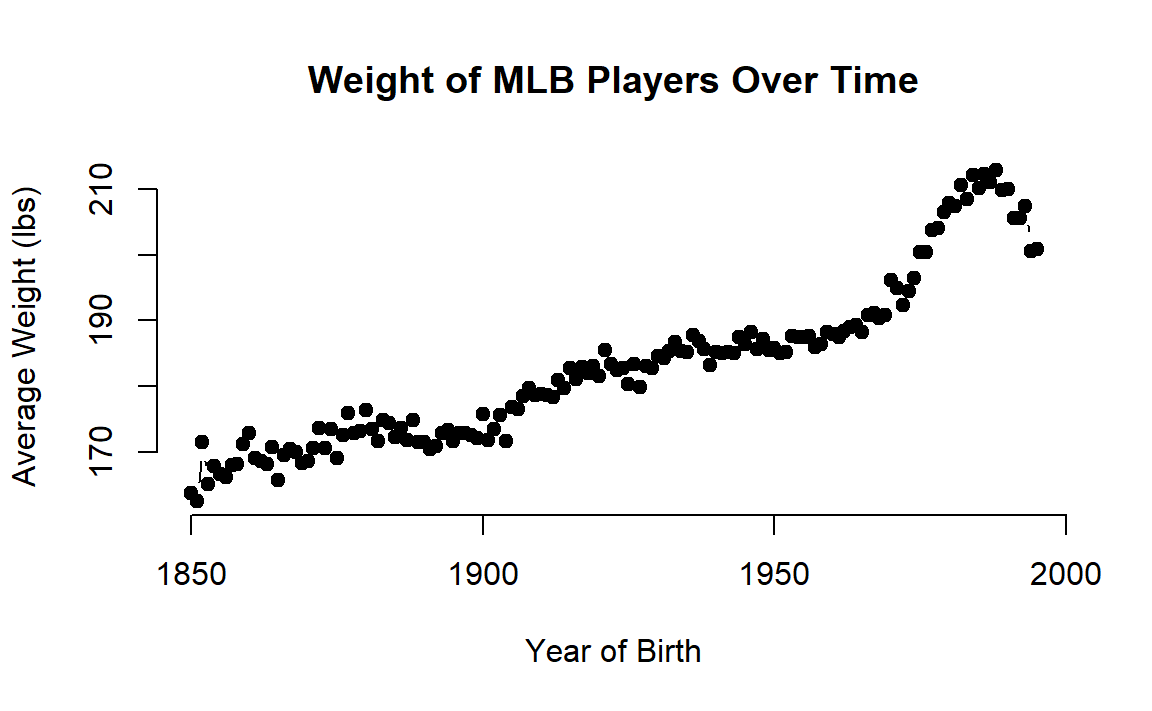 Weight of MLB Players Over Time
Average Weight (lbs)
210
190
170
1850 1900 1950 2000
Year of Birth